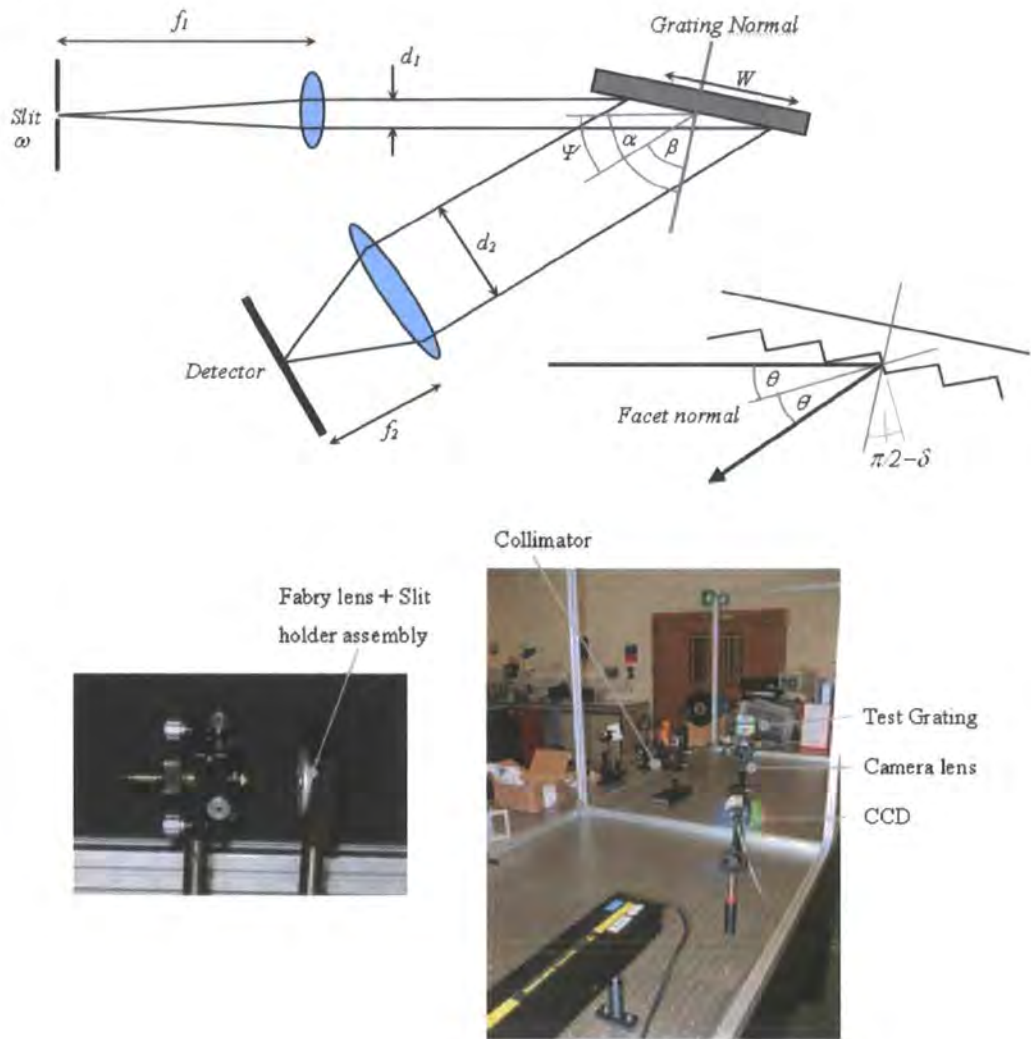 f1
Grating Normal
d1
W
Slit
ω
Ψ
α
β
d2
Detector
f2
θ
θ
Facet normal
π/2−δ
Collimator
Fabry lens + Slit
holder assembly
Test Grating
Camera lens
CCD